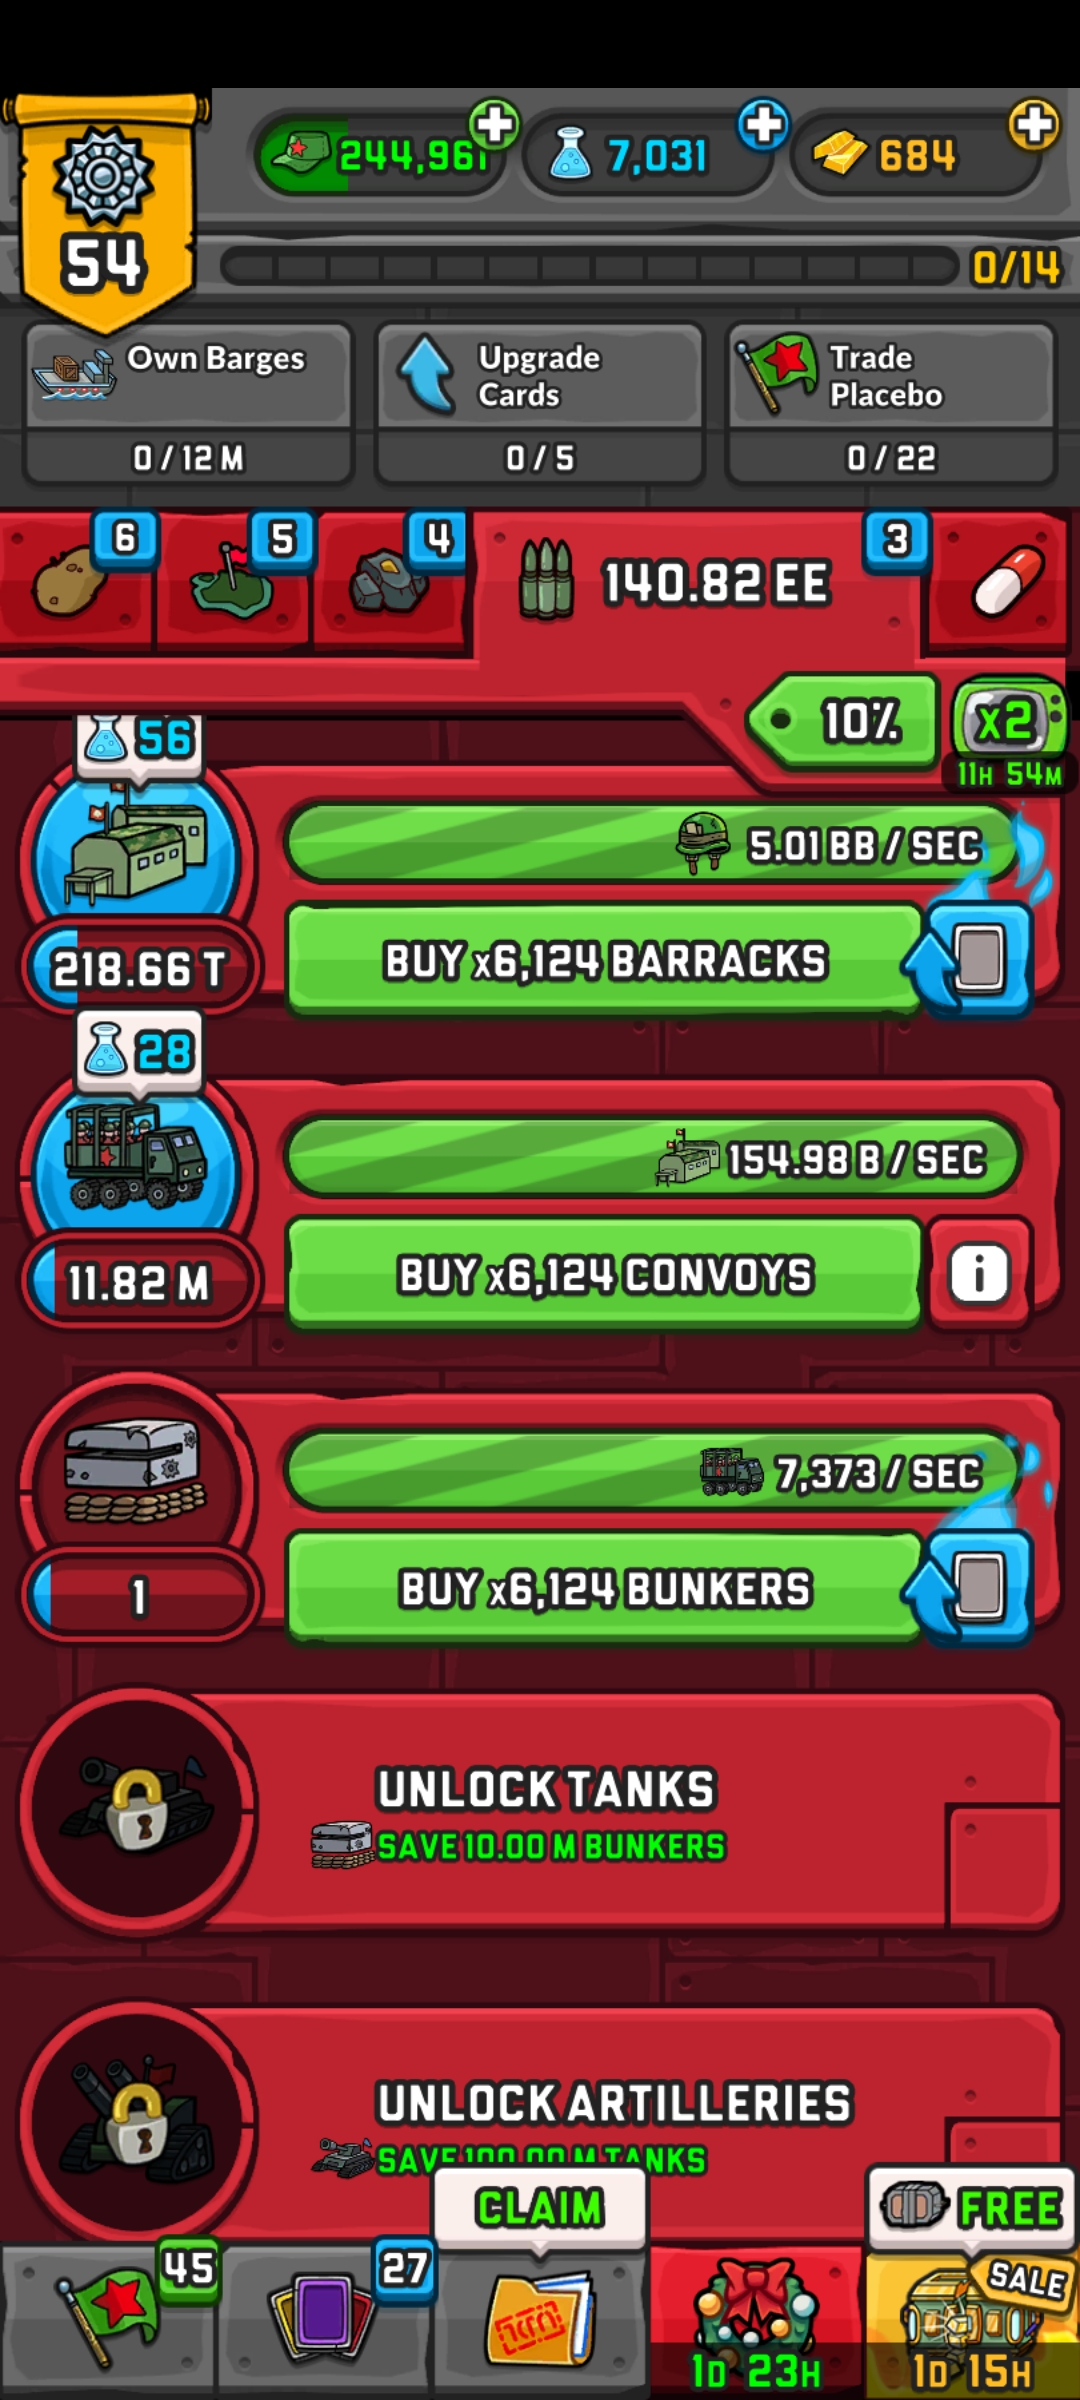 244,961
7,031
684
54
0/14
Own Barges
0 / 12 M
Upgrade
Cards
0 / 5
Trade
Placebo
0 / 22
6
5
4
140.82 EE
3
10%
x2
11H 54M
56
5.01 BB / SEC
218.66 T
BUY x6,124 BARRACKS
28
154.98 B / SEC
11.82 M
BUY x6,124 CONVOYS
i
7,373 / SEC
1
BUY x6,124 BUNKERS
UNLOCK TANKS
SAVE 10.00 M BUNKERS
UNLOCK ARTILLERIES
SAVE 100.00 M TANKS
CLAIM
FREE
45
27
SALE
1D 23H
1D 15H